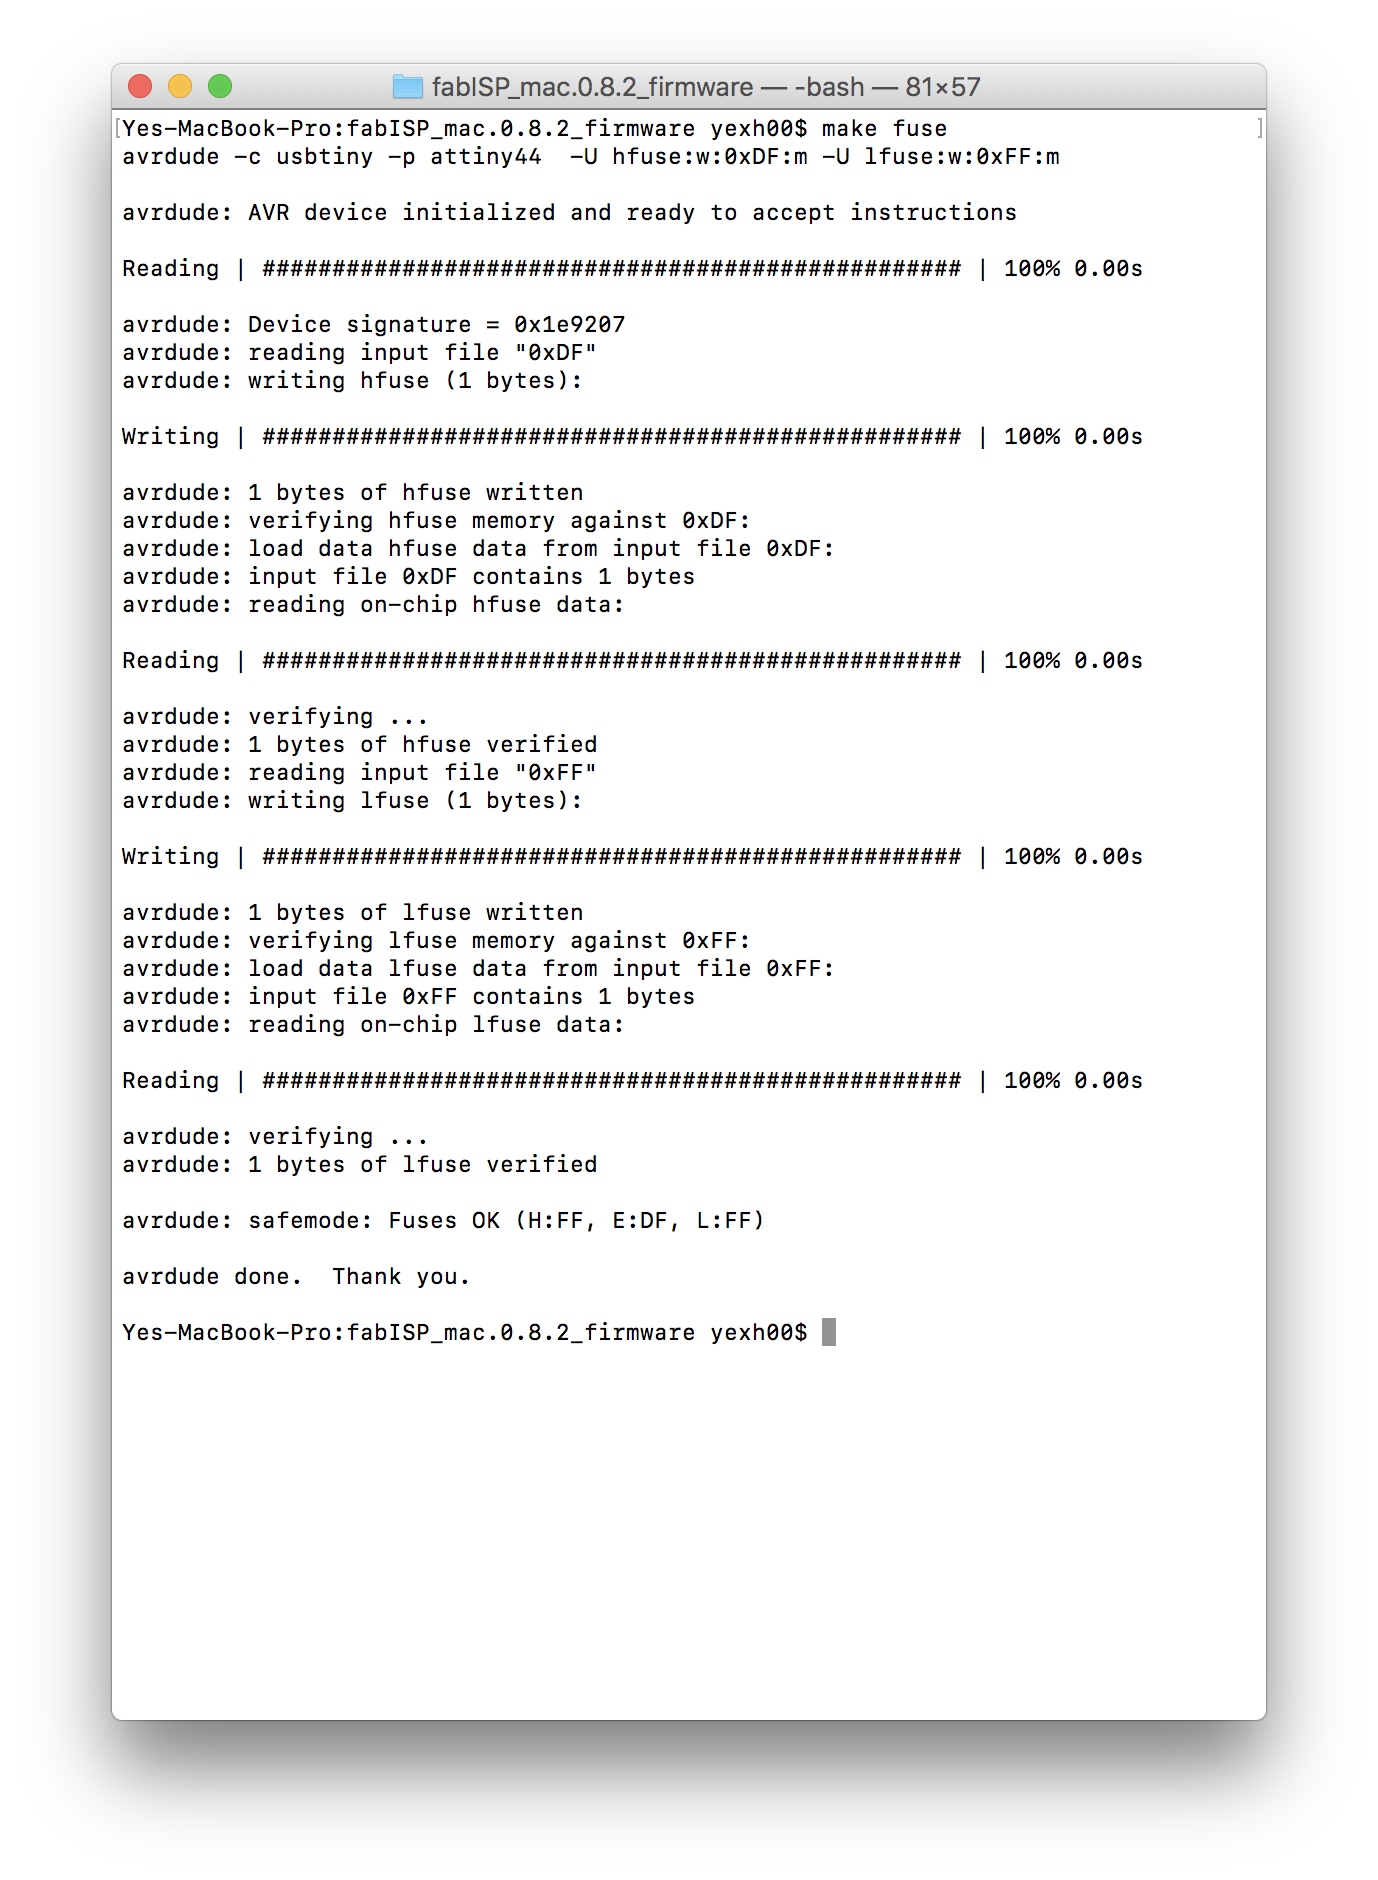 fabISP_mac.0.8.2_firmware — -bash — 81×57
[Yes-MacBook-Pro:fabISP_mac.0.8.2_firmware yexh00$ make fuse ]
avrdude -c usbtiny -p attiny44  -U hfuse:w:0xDF:m -U lfuse:w:0xFF:m
avrdude: AVR device initialized and ready to accept instructions
Reading | ################################################## | 100% 0.00s
avrdude: Device signature = 0x1e9207
avrdude: reading input file "0xDF"
avrdude: writing hfuse (1 bytes):
Writing | ################################################## | 100% 0.00s
avrdude: 1 bytes of hfuse written
avrdude: verifying hfuse memory against 0xDF:
avrdude: load data hfuse data from input file 0xDF:
avrdude: input file 0xDF contains 1 bytes
avrdude: reading on-chip hfuse data:
Reading | ################################################## | 100% 0.00s
avrdude: verifying ...
avrdude: 1 bytes of hfuse verified
avrdude: reading input file "0xFF"
avrdude: writing lfuse (1 bytes):
Writing | ################################################## | 100% 0.00s
avrdude: 1 bytes of lfuse written
avrdude: verifying lfuse memory against 0xFF:
avrdude: load data lfuse data from input file 0xFF:
avrdude: input file 0xFF contains 1 bytes
avrdude: reading on-chip lfuse data:
Reading | ################################################## | 100% 0.00s
avrdude: verifying ...
avrdude: 1 bytes of lfuse verified
avrdude: safemode: Fuses OK (H:FF, E:DF, L:FF)
avrdude done.  Thank you.
Yes-MacBook-Pro:fabISP_mac.0.8.2_firmware yexh00$